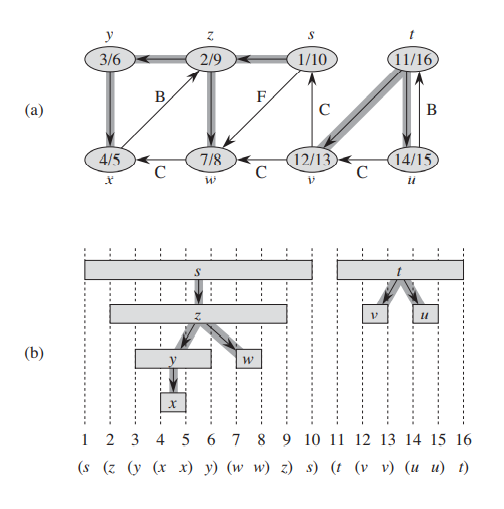 y z s t
3/6 2/9 1/10 11/16
(a) B F C B
4/5 7/8 12/13 14/15
C C C
x w v u
s t
z v u
(b) y w
x
1 2 3 4 5 6 7 8 9 10 11 12 13 14 15 16
(s (z (y (x x) y) (w w) z) s) (t (v v) (u u) t)